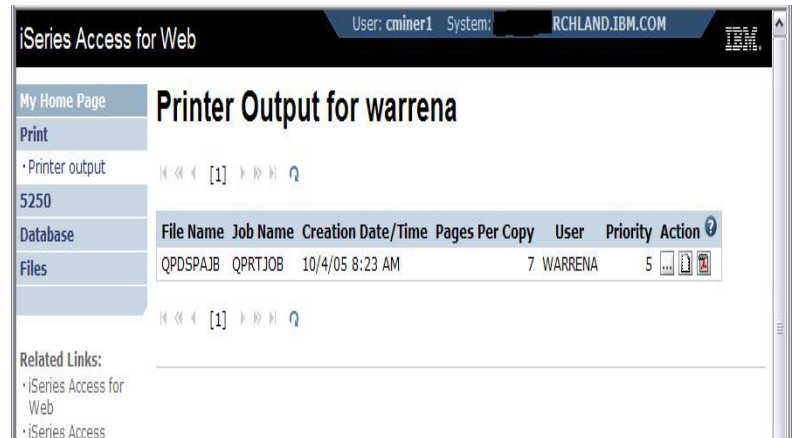 iSeries Access for Web
User: cminer1 System: RCHLAND.IBM.COM
IBM.
My Home Page
Print
· Printer output
5250
Database
Files
Related Links:
· iSeries Access for
Web
· iSeries Access
Printer Output for warrena
[1]
File Name Job Name Creation Date/Time Pages Per Copy User Priority Action ?
QPDSPAJB QPRTJOB 10/4/05 8:23 AM 7 WARRENA 5 ...
[1]